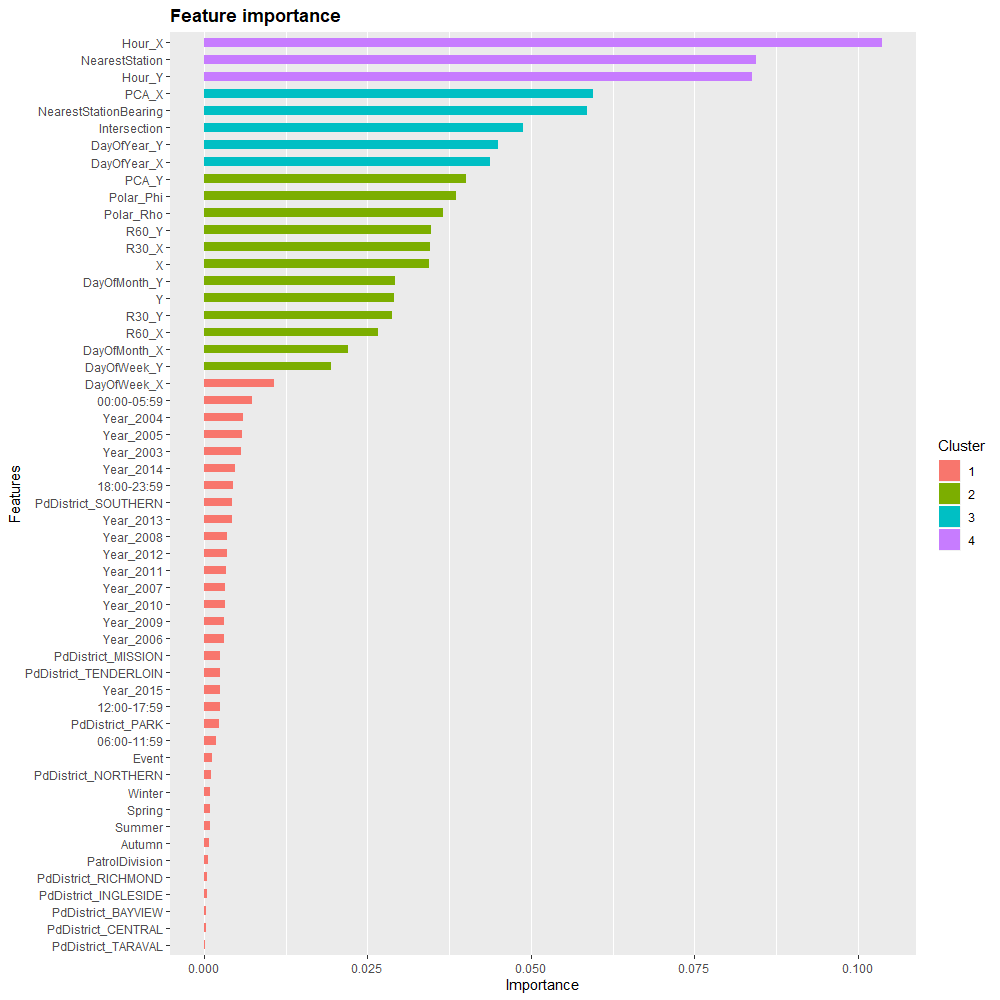 Feature importance
Hour_X
NearestStation
Hour_Y
PCA_X
NearestStationBearing
Intersection
DayOfYear_Y
DayOfYear_X
PCA_Y
Polar_Phi
Polar_Rho
R60_Y
R30_X
X
DayOfMonth_Y
Y
R30_Y
R60_X
DayOfMonth_X
DayOfWeek_Y
DayOfWeek_X
00:00-05:59
Year_2004
Year_2005
Year_2003
Year_2014
18:00-23:59
PdDistrict_SOUTHERN
Year_2013
Year_2008
Year_2012
Year_2011
Year_2007
Year_2010
Year_2009
Year_2006
PdDistrict_MISSION
PdDistrict_TENDERLOIN
Year_2015
12:00-17:59
PdDistrict_PARK
06:00-11:59
Event
PdDistrict_NORTHERN
Winter
Spring
Summer
Autumn
PatrolDivision
PdDistrict_RICHMOND
PdDistrict_INGLESIDE
PdDistrict_BAYVIEW
PdDistrict_CENTRAL
PdDistrict_TARAVAL
Features
0.000 0.025 0.050 0.075 0.100
Importance
Cluster
1
2
3
4